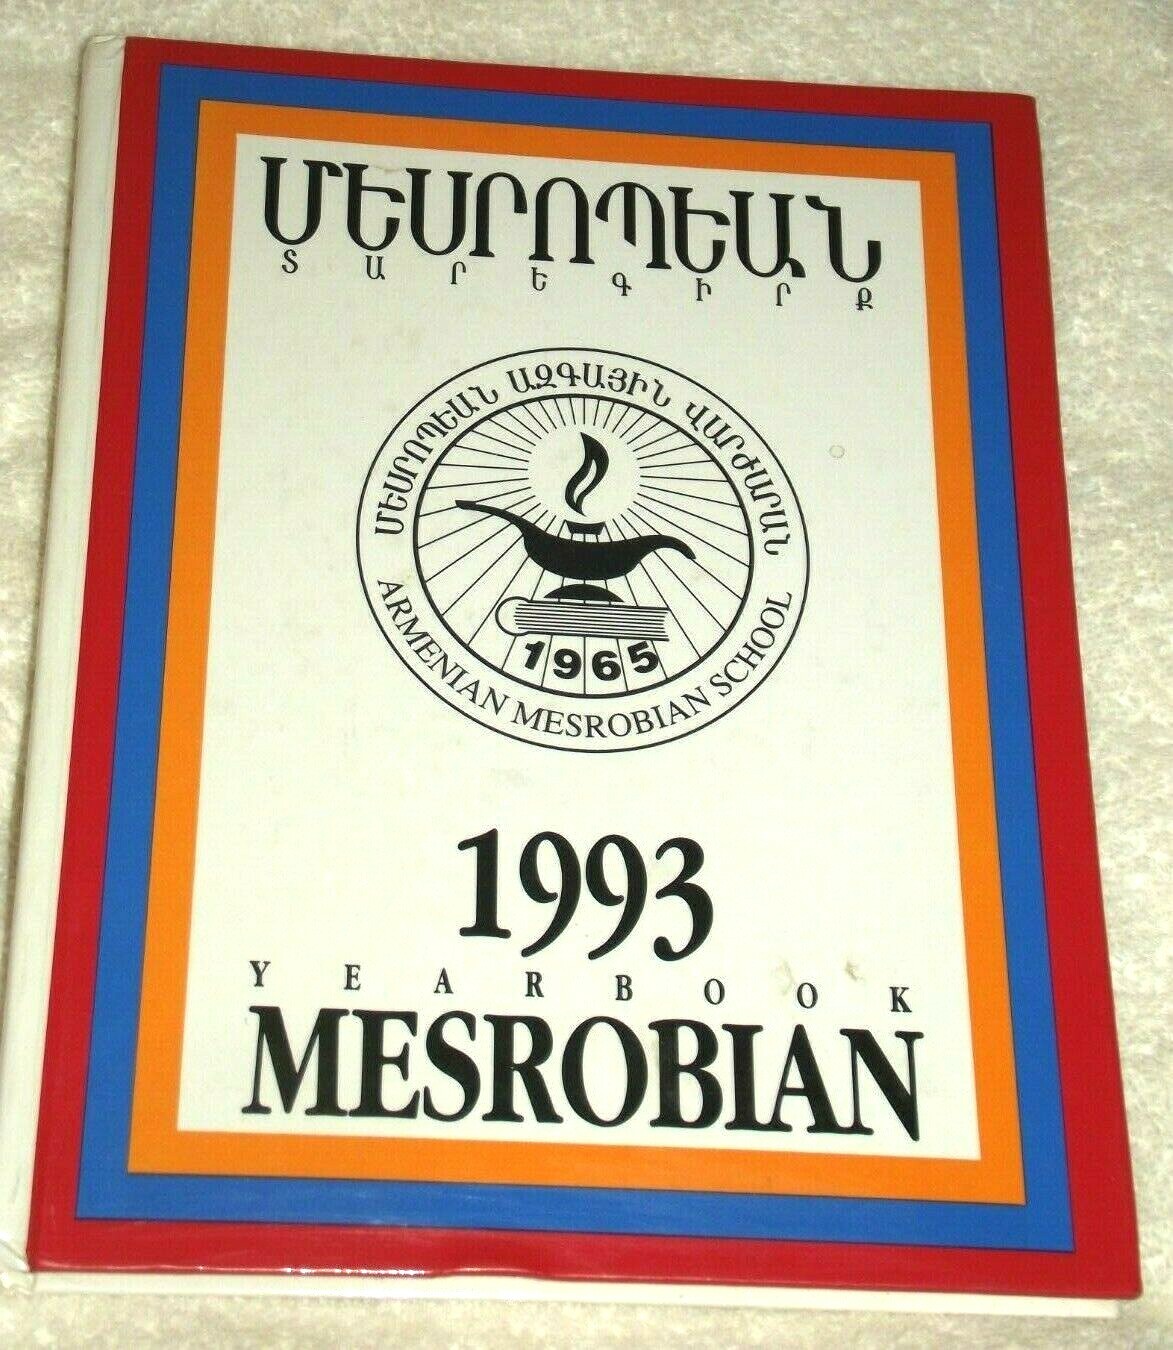 ՄԵՍՐՈՊԵԱՆ
ՏԱՐԵԳԻՐՔ
ՄԵՍՐՈՊԵԱՆ ԱԶԳԱՅԻՆ ՎԱՐԺԱՐԱՆ
1965
ARMENIAN MESROBIAN SCHOOL
1993
YEARBOOK
MESROBIAN